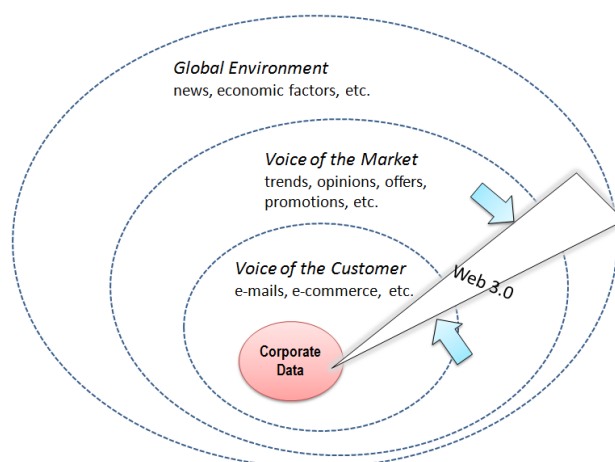 Global Environment
news, economic factors, etc.
Voice of the Market
trends, opinions, offers,
promotions, etc.
Voice of the Customer
e-mails, e-commerce, etc.
Web 3.0
Corporate
Data